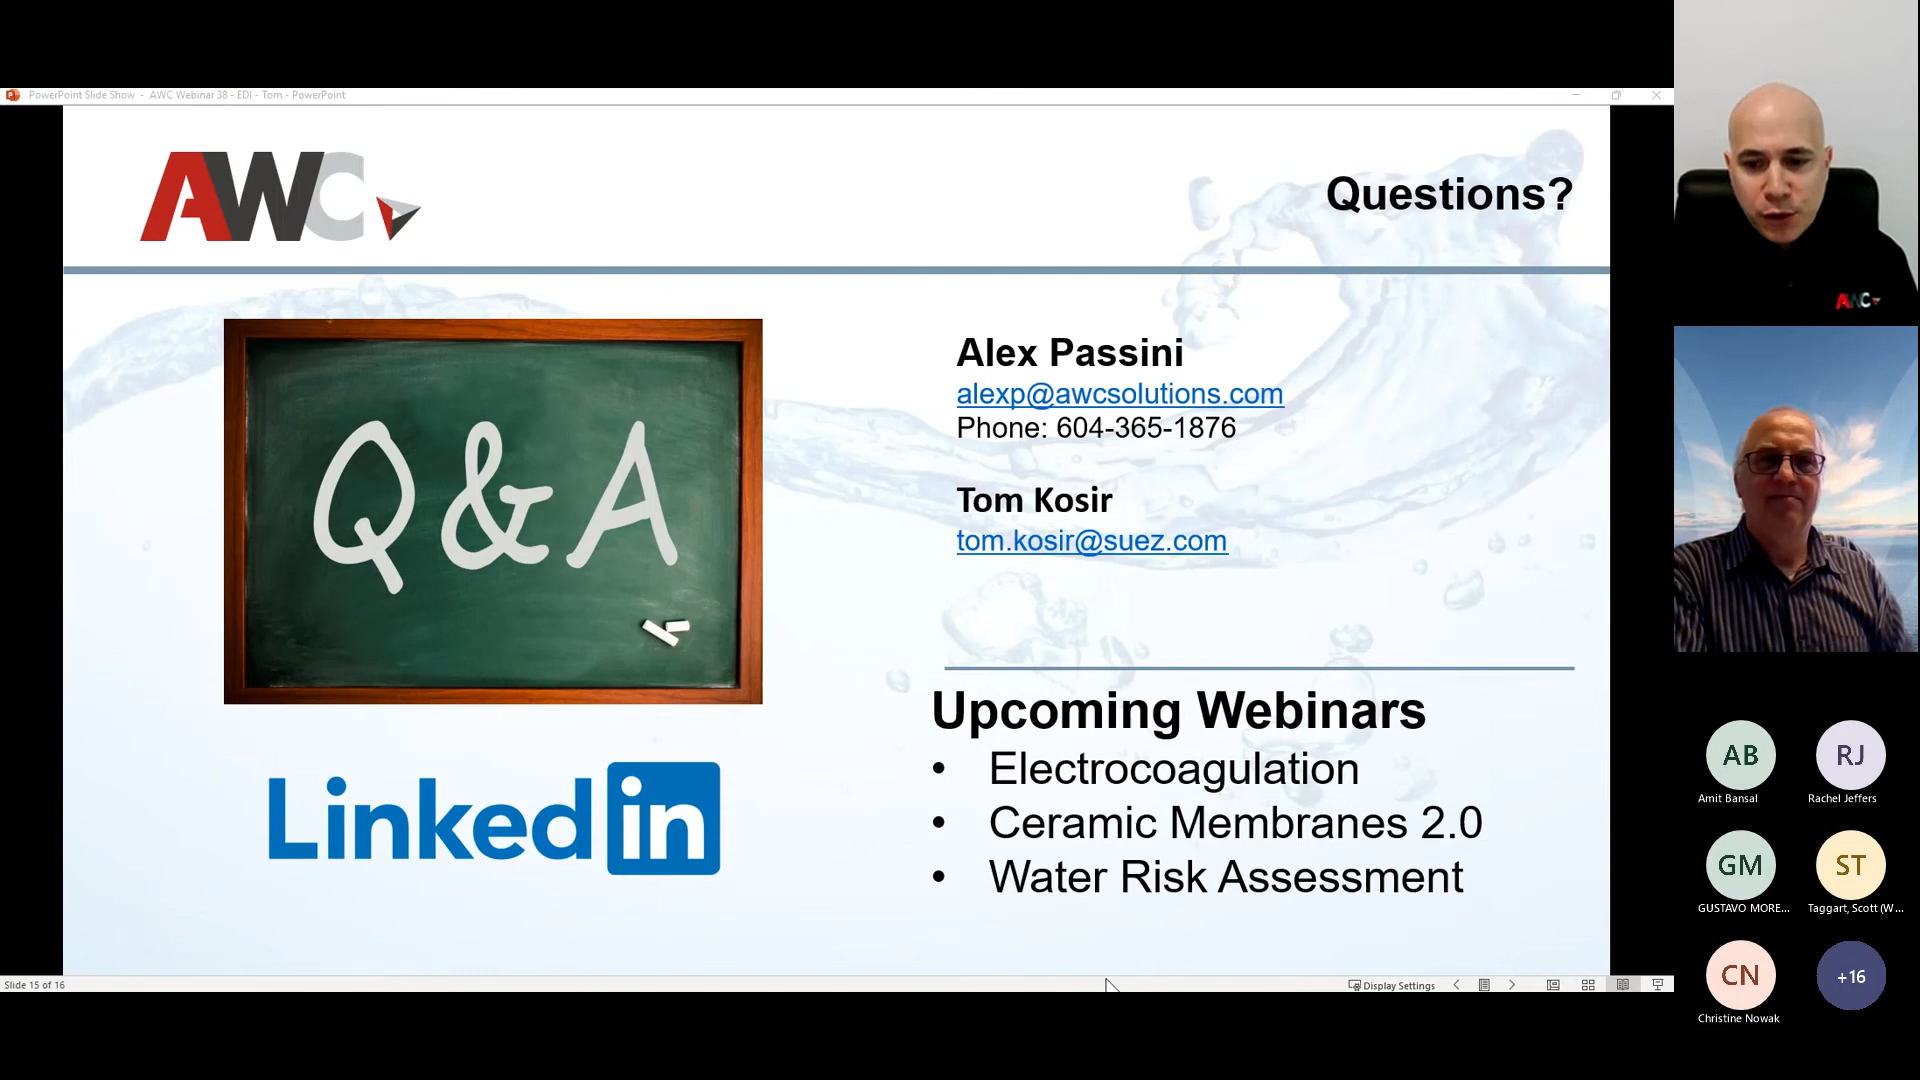 PowerPoint Slide Show - AWC Webinar 38 - EDI - Tom - PowerPoint
AWC
Questions?
Q&A
Alex Passini
alexp@awcsolutions.com
Phone: 604-365-1876
Tom Kosir
tom.kosir@suez.com
Upcoming Webinars
• Electrocoagulation
• Ceramic Membranes 2.0
• Water Risk Assessment
Linked in
Slide 15 of 16
Display Settings
AWC
AB
Amit Bansal
RJ
Rachel Jeffers
GM
GUSTAVO MORE...
ST
Taggart, Scott (W...
CN
Christine Nowak
+16